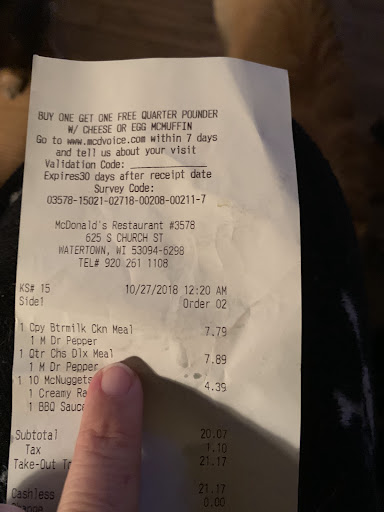 BUY ONE GET ONE FREE QUARTER POUNDER
W/ CHEESE OR EGG MCMUFFIN
Go to www.mcdvoice.com within 7 days
and tell us about your visit
Validation Code:
Expires30 days after receipt date
Survey Code:
03578-15021-02718-00208-00211-7
McDonald's Restaurant #3578
625 S CHURCH ST
WATERTOWN, WI 53094-6298
TEL# 920 261 1108
KS# 15 10/27/2018 12:20 AM
Side1 Order 02
1 Cpy Btrmilk Ckn Meal 7.79
1 M Dr Pepper
1 Qtr Chs Dlx Meal 7.89
1 M Dr Pepper
1 10 McNuggets 4.39
1 Creamy
1 BBQ Sauce
Subtotal 20.07
Tax 1.10
Take-Out 21.17
Cashless 21.17
Change 0.00